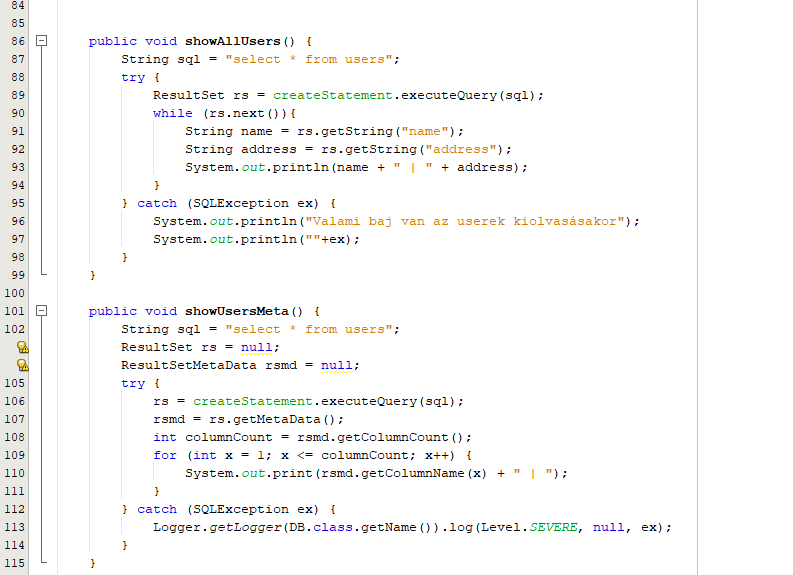 84
85
86 public void showAllUsers() {
87 String sql = "select * from users";
88 try {
89 ResultSet rs = createStatement.executeQuery(sql);
90 while (rs.next()){
91 String name = rs.getString("name");
92 String address = rs.getString("address");
93 System.out.println(name + " | " + address);
94 }
95 } catch (SQLException ex) {
96 System.out.println("Valami baj van az userek kiolvasásakor");
97 System.out.println(""+ex);
98 }
99 }
100
101 public void showUsersMeta() {
102 String sql = "select * from users";
ResultSet rs = null;
ResultSetMetaData rsmd = null;
105 try {
106 rs = createStatement.executeQuery(sql);
107 rsmd = rs.getMetaData();
108 int columnCount = rsmd.getColumnCount();
109 for (int x = 1; x <= columnCount; x++) {
110 System.out.print(rsmd.getColumnName(x) + " | ");
111 }
112 } catch (SQLException ex) {
113 Logger.getLogger(DB.class.getName()).log(Level.SEVERE, null, ex);
114 }
115 }